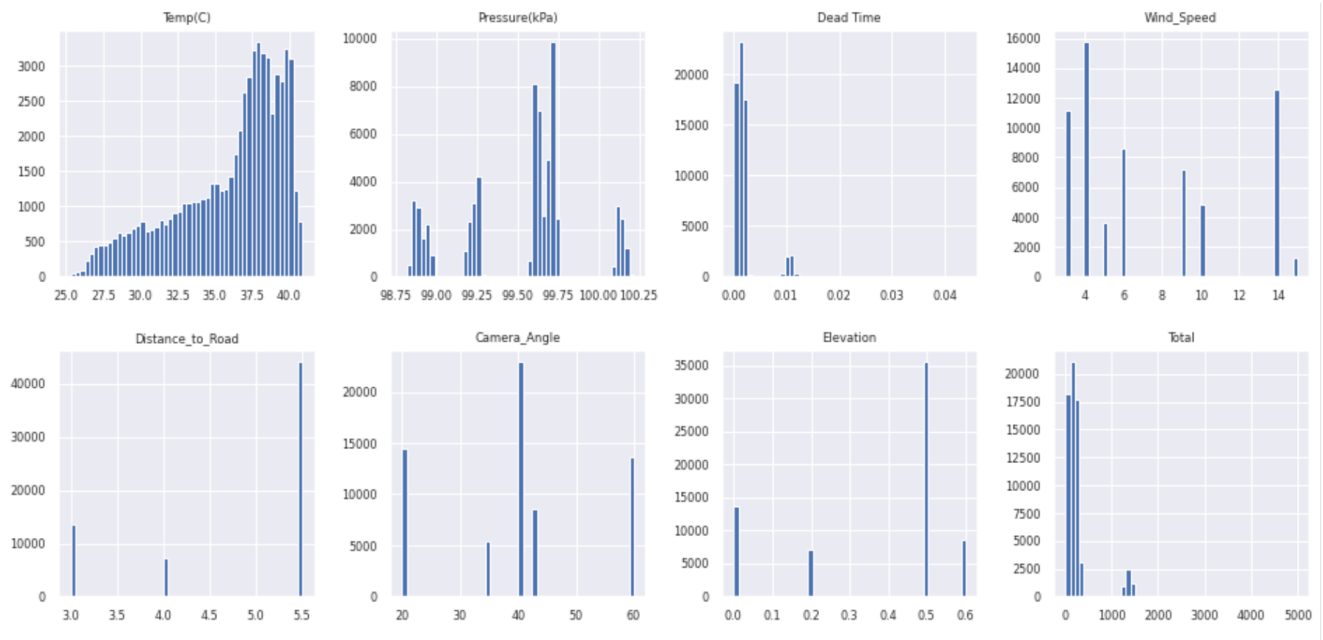 Temp(C) Pressure(kPa) Dead Time Wind_Speed
3000 10000 20000 16000
2500 8000 15000 14000
2000 6000 10000 12000
1500 4000 5000 10000
1000 2000 0 8000
500 0 6000
0 4000
2000
0
25.0 27.5 30.0 32.5 35.0 37.5 40.0 98.75 99.00 99.25 99.50 99.75 100.00 100.25 0.00 0.01 0.02 0.03 0.04 4 6 8 10 12 14
Distance_to_Road Camera_Angle Elevation Total
40000 20000 35000 20000
30000 15000 30000 17500
20000 10000 25000 15000
10000 5000 20000 12500
0 0 15000 10000
10000 7500
5000 5000
0 2500
0
3.0 3.5 4.0 4.5 5.0 5.5 20 30 40 50 60 0.0 0.1 0.2 0.3 0.4 0.5 0.6 0 1000 2000 3000 4000 5000